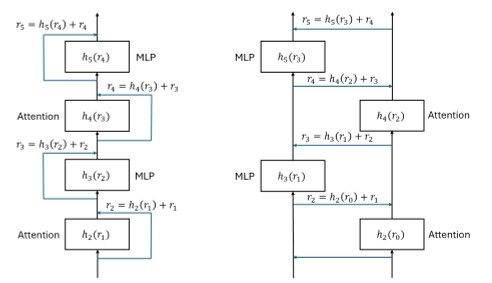 r₅ = h₅(r₄) + r₄
h₅(r₄)
MLP
r₄ = h₄(r₃) + r₃
Attention
h₄(r₃)
r₃ = h₃(r₂) + r₂
h₃(r₂)
MLP
r₂ = h₂(r₁) + r₁
Attention
h₂(r₁)
r₅ = h₅(r₃) + r₄
MLP
h₅(r₃)
r₄ = h₄(r₂) + r₃
h₄(r₂)
Attention
r₃ = h₃(r₁) + r₂
MLP
h₃(r₁)
r₂ = h₂(r₀) + r₁
h₂(r₀)
Attention